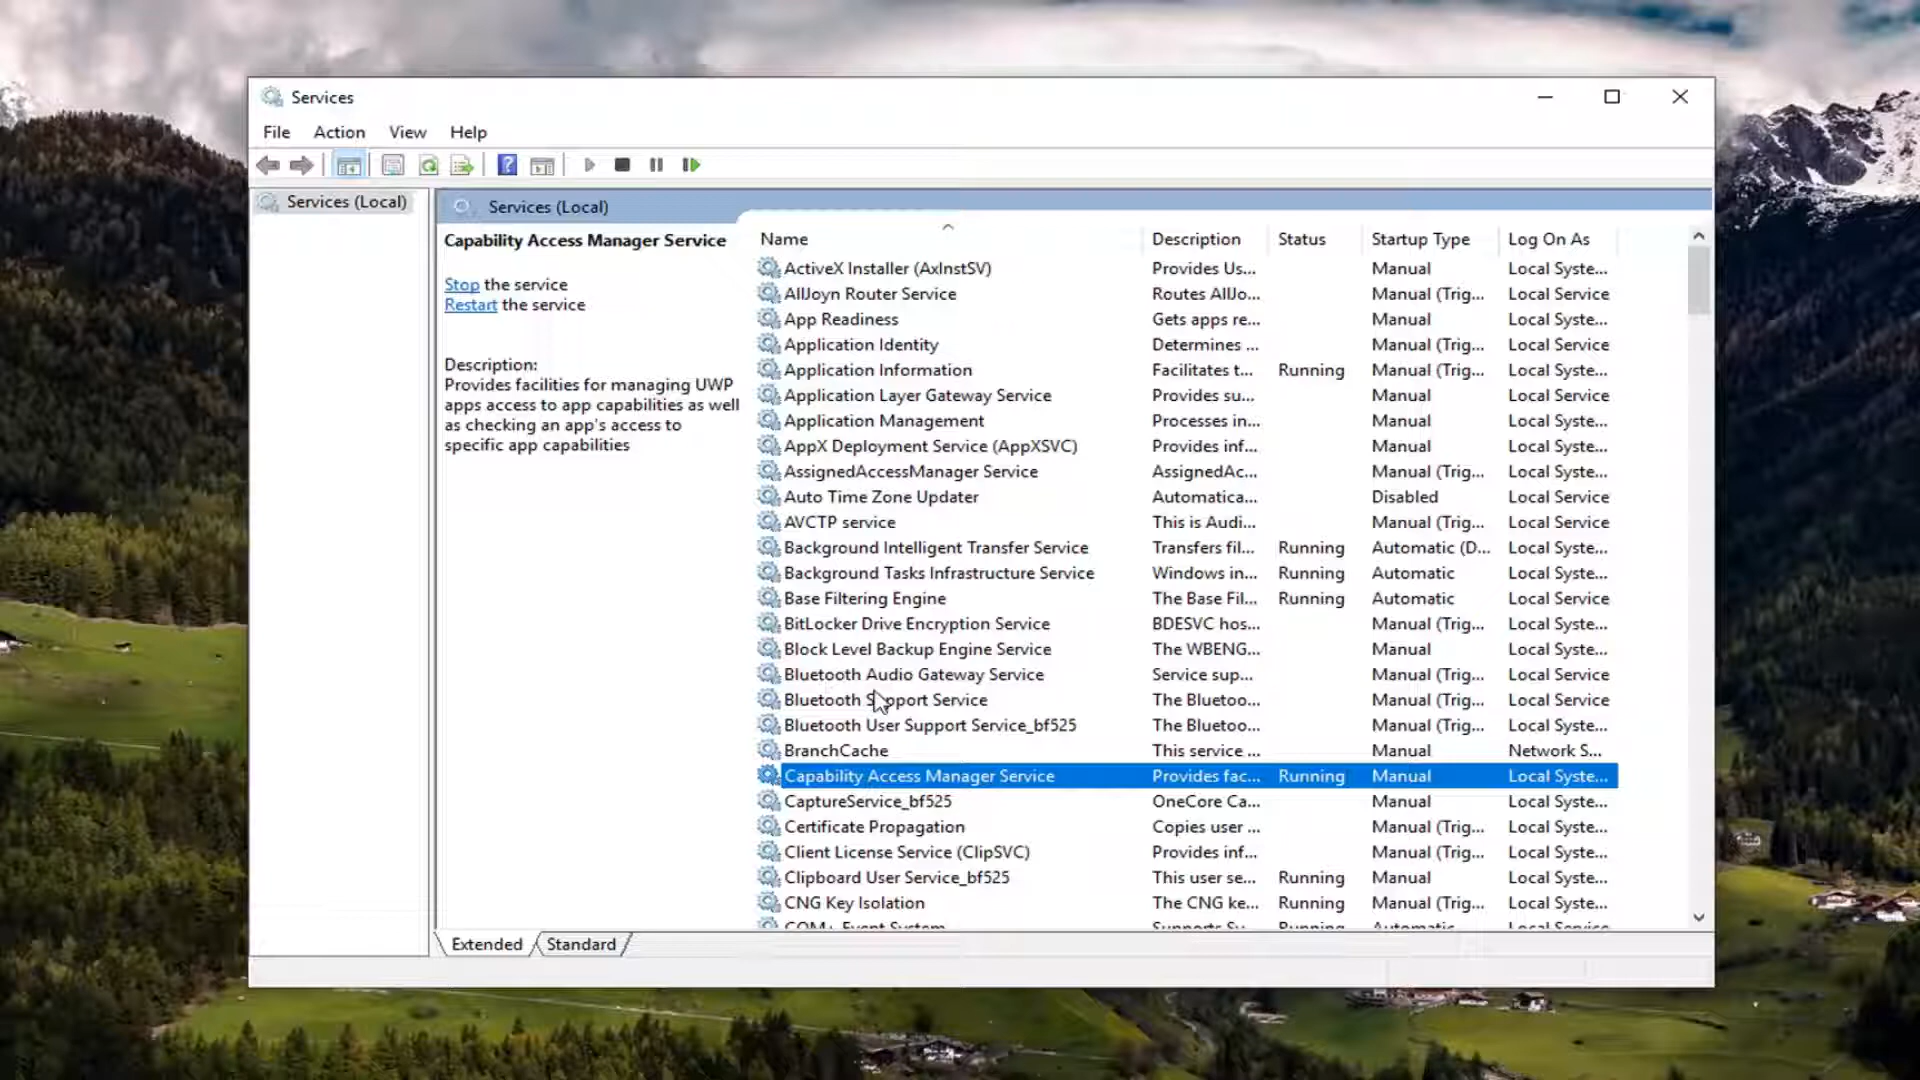 Services
File Action View Help
Services (Local)
Services (Local)
Capability Access Manager Service
Stop the service
Restart the service
Description:
Provides facilities for managing UWP
apps access to app capabilities as well
as checking an app's access to
specific app capabilities
Name Description Status Startup Type Log On As
ActiveX Installer (AxInstSV) Provides Us... Manual Local Syste...
AllJoyn Router Service Routes AllJo... Manual (Trig... Local Service
App Readiness Gets apps re... Manual Local Syste...
Application Identity Determines ... Manual (Trig... Local Service
Application Information Facilitates t... Running Manual (Trig... Local Syste...
Application Layer Gateway Service Provides su... Manual Local Service
Application Management Processes in... Manual Local Syste...
AppX Deployment Service (AppXSVC) Provides inf... Manual Local Syste...
AssignedAccessManager Service AssignedAc... Manual (Trig... Local Syste...
Auto Time Zone Updater Automatica... Disabled Local Service
AVCTP service This is Audi... Manual (Trig... Local Service
Background Intelligent Transfer Service Transfers fil... Running Automatic (D... Local Syste...
Background Tasks Infrastructure Service Windows in... Running Automatic Local Syste...
Base Filtering Engine The Base Fil... Running Automatic Local Service
BitLocker Drive Encryption Service BDESVC hos... Manual (Trig... Local Syste...
Block Level Backup Engine Service The WBENG... Manual Local Syste...
Bluetooth Audio Gateway Service Service sup... Manual (Trig... Local Service
Bluetooth Support Service The Bluetoo... Manual (Trig... Local Service
Bluetooth User Support Service_bf525 The Bluetoo... Manual (Trig... Local Syste...
BranchCache This service ... Manual Network S...
Capability Access Manager Service Provides fac... Running Manual Local Syste...
CaptureService_bf525 OneCore Ca... Manual Local Syste...
Certificate Propagation Copies user ... Manual (Trig... Local Syste...
Client License Service (ClipSVC) Provides inf... Manual (Trig... Local Syste...
Clipboard User Service_bf525 This user se... Running Manual Local Syste...
CNG Key Isolation The CNG ke... Running Manual (Trig... Local Syste...
COM+ Event System Supports Sy... Running Automatic Local Service
Extended Standard